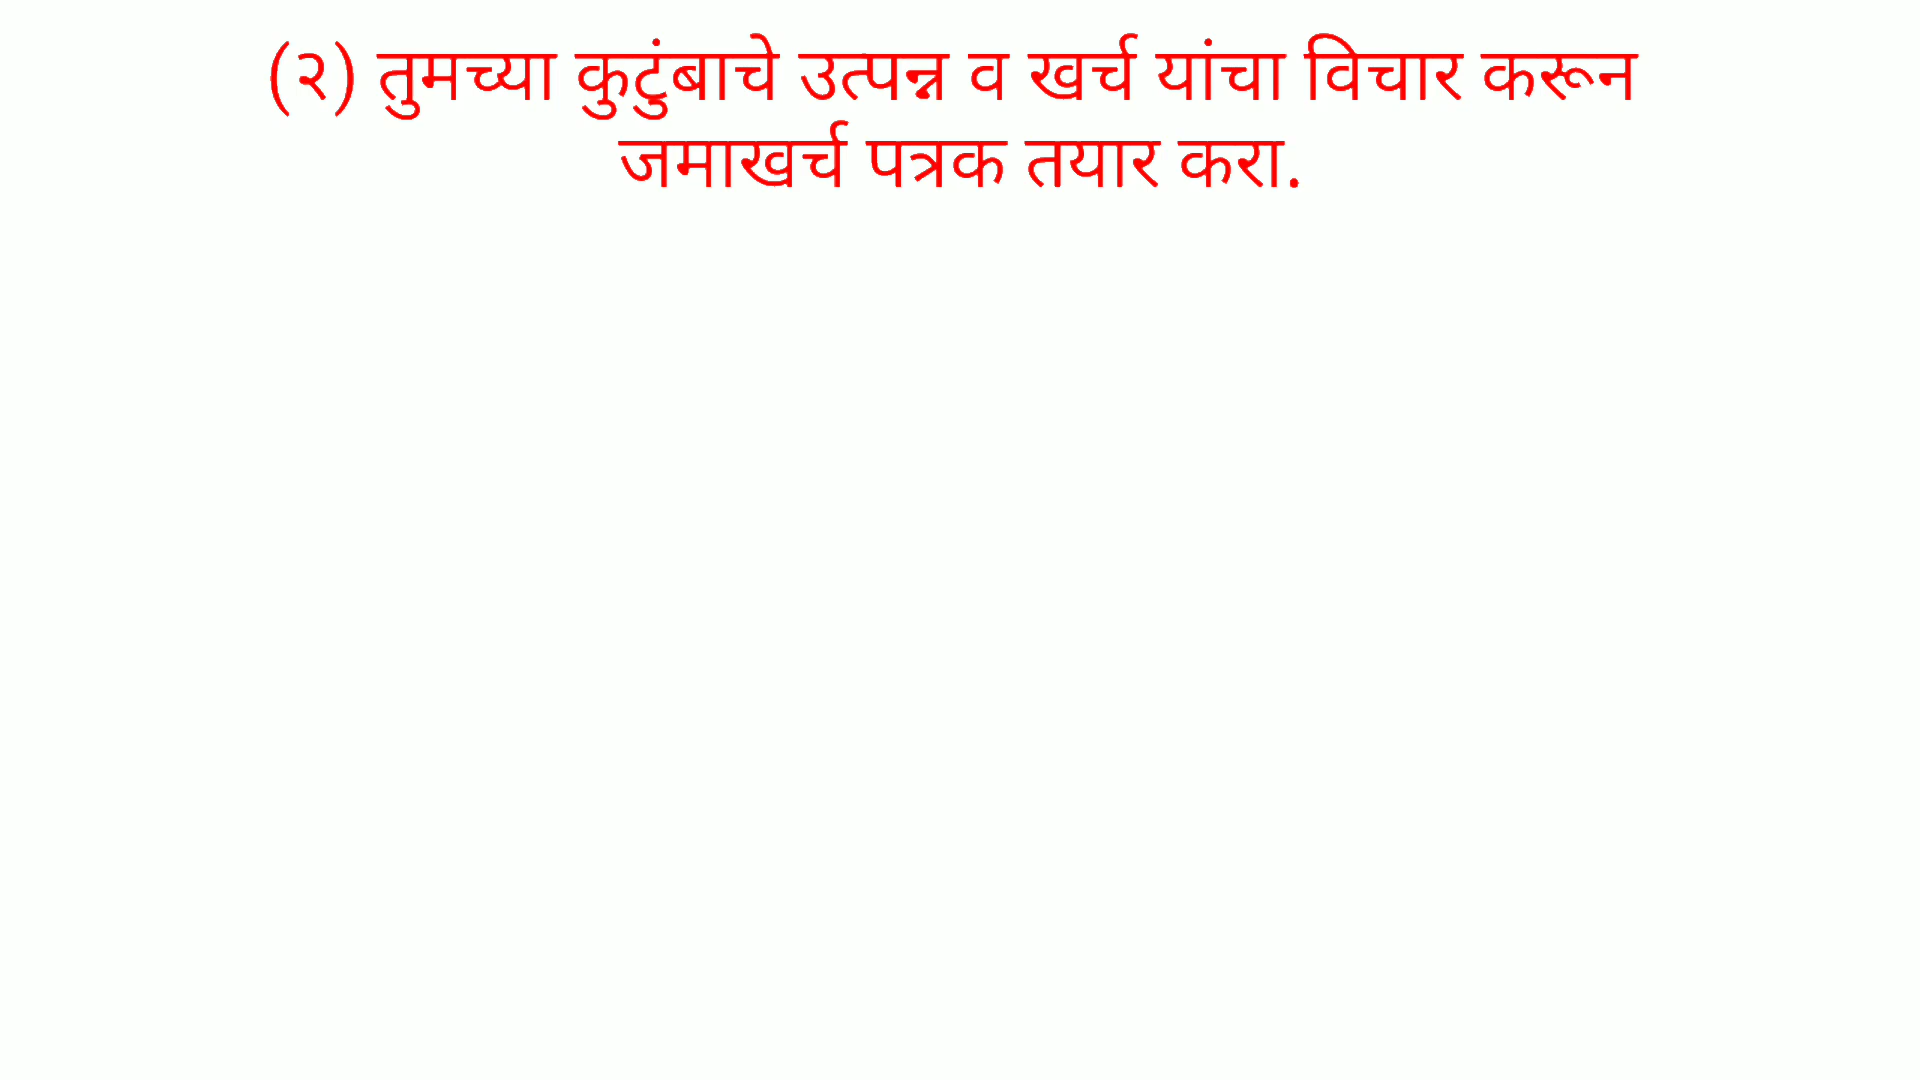 (२) तुमच्या कुटुंबाचे उत्पन्न व खर्च यांचा विचार करून
जमाखर्च पत्रक तयार करा.